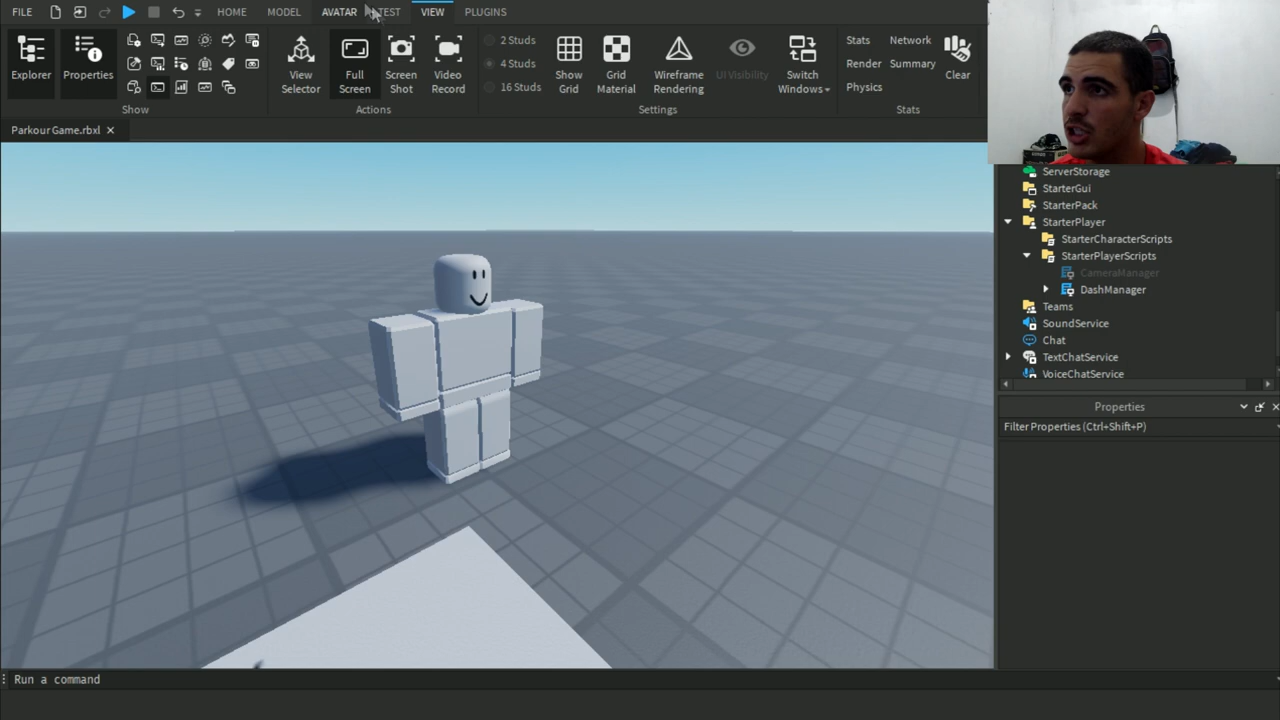 FILE
HOME
MODEL
AVATAR
TEST
VIEW
PLUGINS
Explorer
Properties
Show
View
Selector
Full
Screen
Screen
Shot
Video
Record
Actions
2 Studs
4 Studs
16 Studs
Show
Grid
Grid
Material
Wireframe
Rendering
UI Visibility
Switch
Windows
Settings
Stats
Network
Render
Summary
Physics
Clear
Stats
Parkour Game.rbxl
ServerStorage
StarterGui
StarterPack
StarterPlayer
StarterCharacterScripts
StarterPlayerScripts
CameraManager
DashManager
Teams
SoundService
Chat
TextChatService
VoiceChatService
Properties
Filter Properties (Ctrl+Shift+P)
Run a command